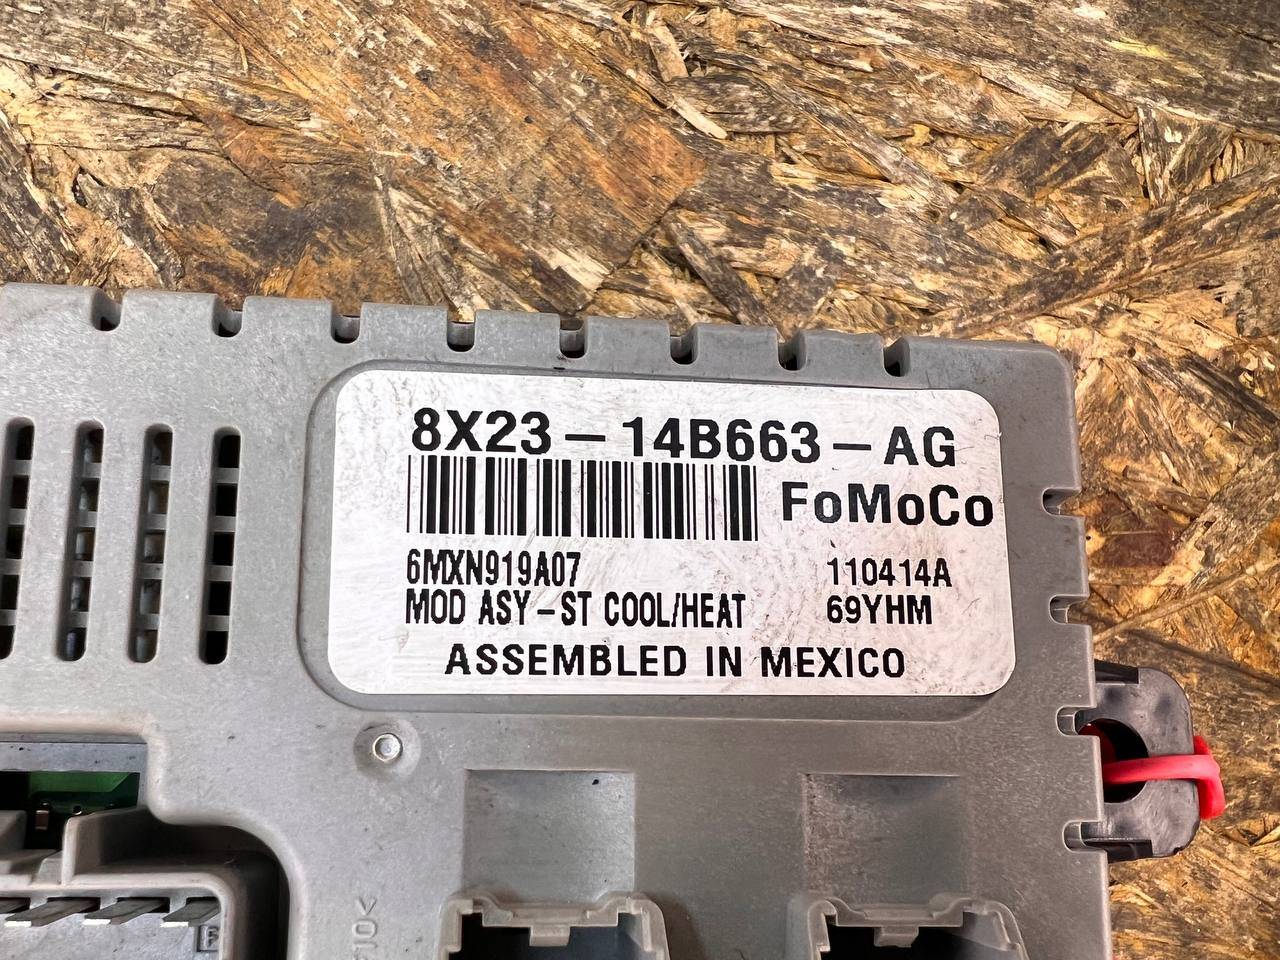 8X23-14B663-AG
FoMoCo
6MXN919A07 110414A
MOD ASY-ST COOL/HEAT 69YHM
ASSEMBLED IN MEXICO
F